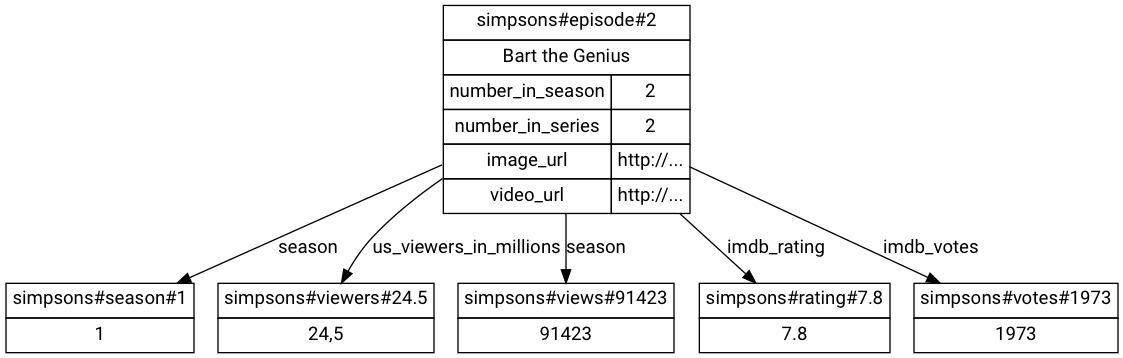 simpsons#episode#2
Bart the Genius
number_in_season 2
number_in_series 2
image_url http://...
video_url http://...
season us_viewers_in_millions season imdb_rating imdb_votes
simpsons#season#1 simpsons#viewers#24.5 simpsons#views#91423 simpsons#rating#7.8 simpsons#votes#1973
1 24,5 91423 7.8 1973